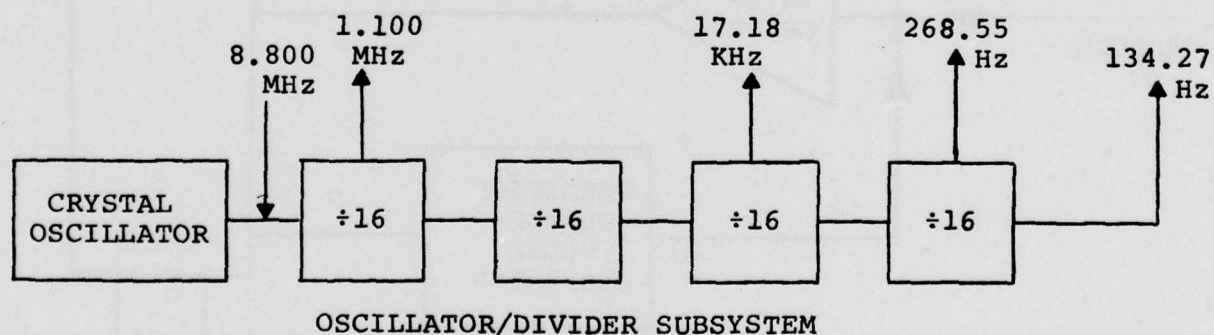 8.800
MHz
1.100
MHz
17.18
KHz
268.55
Hz
134.27
Hz
CRYSTAL
OSCILLATOR
÷16
÷16
÷16
÷16
OSCILLATOR/DIVIDER SUBSYSTEM